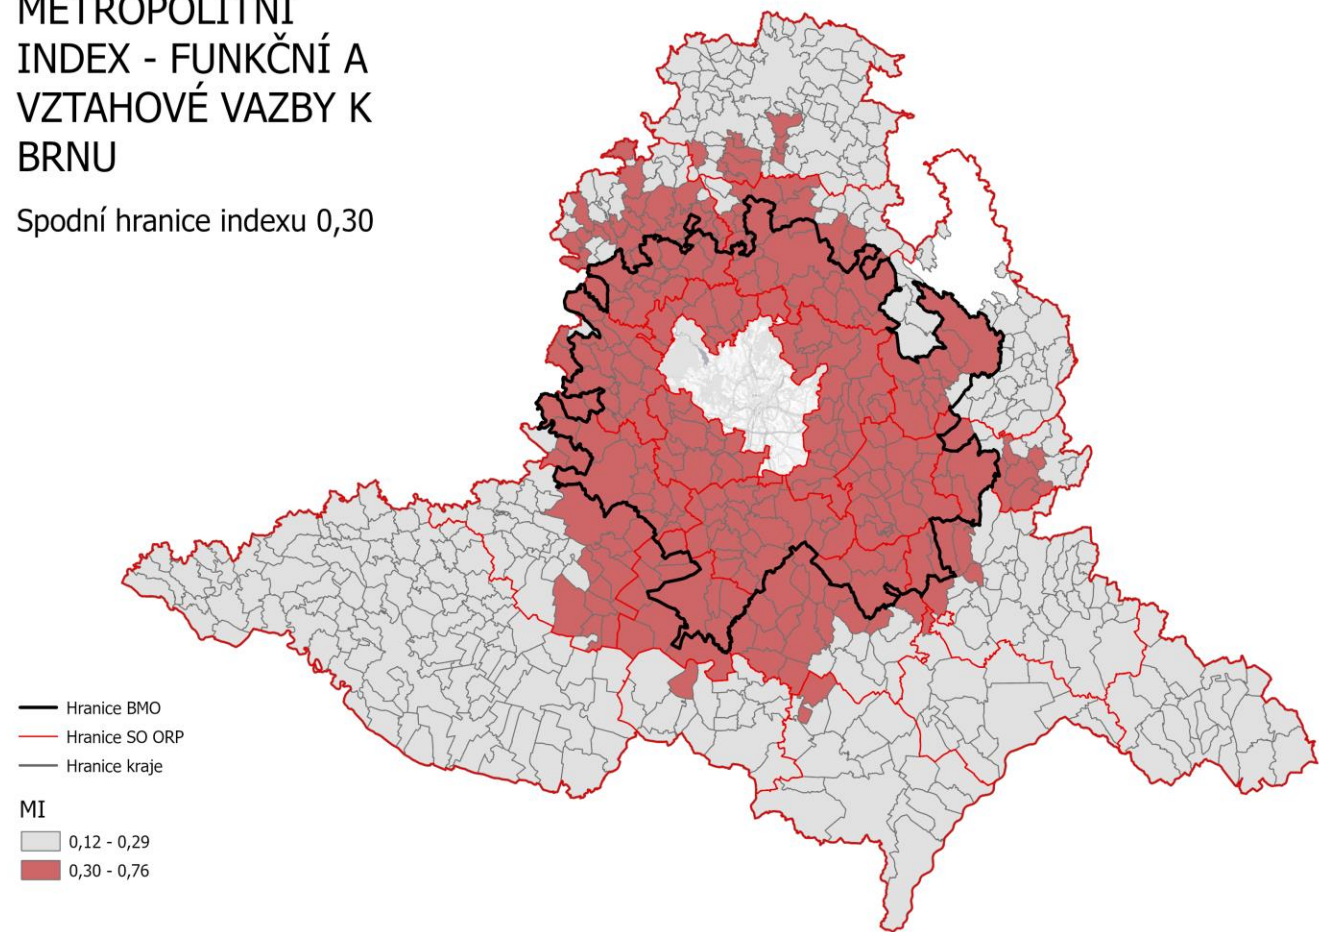 METROPOLITNÍ
INDEX - FUNKČNÍ A
VZTAHOVÉ VAZBY K
BRNU
Spodní hranice indexu 0,30
Hranice BMO
Hranice SO ORP
Hranice kraje
MI
0,12 - 0,29
0,30 - 0,76